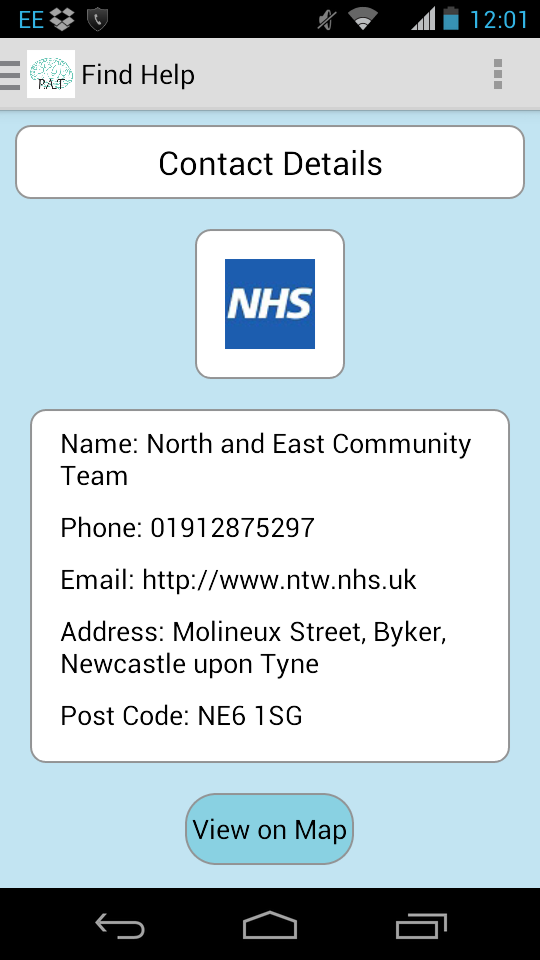 EE 12:01
P.A.T Find Help
Contact Details
NHS
Name: North and East Community
Team
Phone: 01912875297
Email: http://www.ntw.nhs.uk
Address: Molineux Street, Byker,
Newcastle upon Tyne
Post Code: NE6 1SG
View on Map